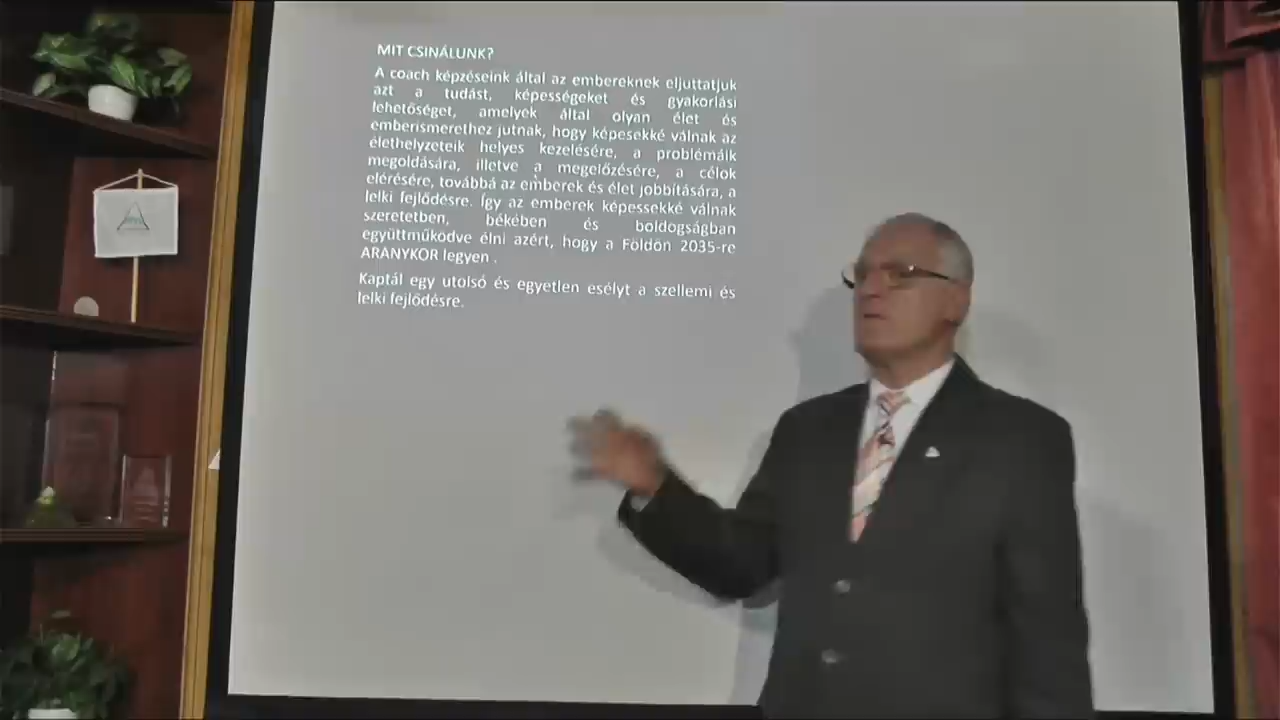 MIT CSINÁLUNK?
A coach képzéseink által az embereknek eljuttatjuk
azt a tudást, képességeket és gyakorlási
lehetőséget, amelyek által olyan élet és
emberismerethez jutnak, hogy képesekké válnak az
élethelyzeteik helyes kezelésére, a problémáik
megoldására, illetve a megelőzésére, a célok
elérésére, továbbá az emberek és élet jobbítására, a
lelki fejlődésre. Így az emberek képessekké válnak
szeretetben, békében és boldogságban
együttműködve élni azért, hogy a Földön 2035-re
ARANYKOR legyen .
Kaptál egy utolsó és egyetlen esélyt a szellemi és
lelki fejlődésre.